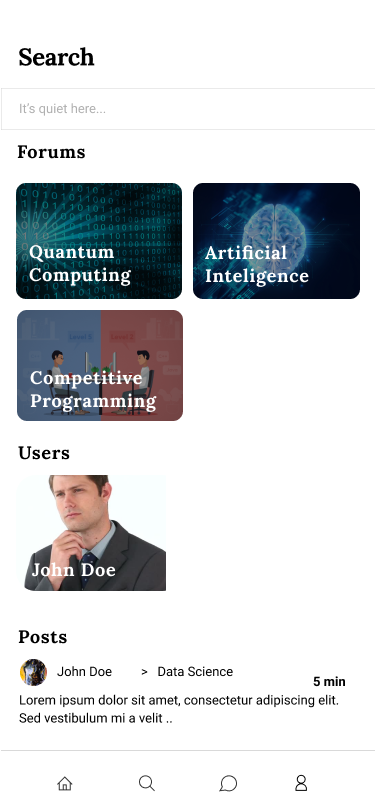 Search
It's quiet here...
Forums
Quantum
Computing
Artificial
Inteligence
Competitive
Programming
Users
John Doe
Posts
John Doe > Data Science
5 min
Lorem ipsum dolor sit amet, consectetur adipiscing elit.
Sed vestibulum mi a velit ..